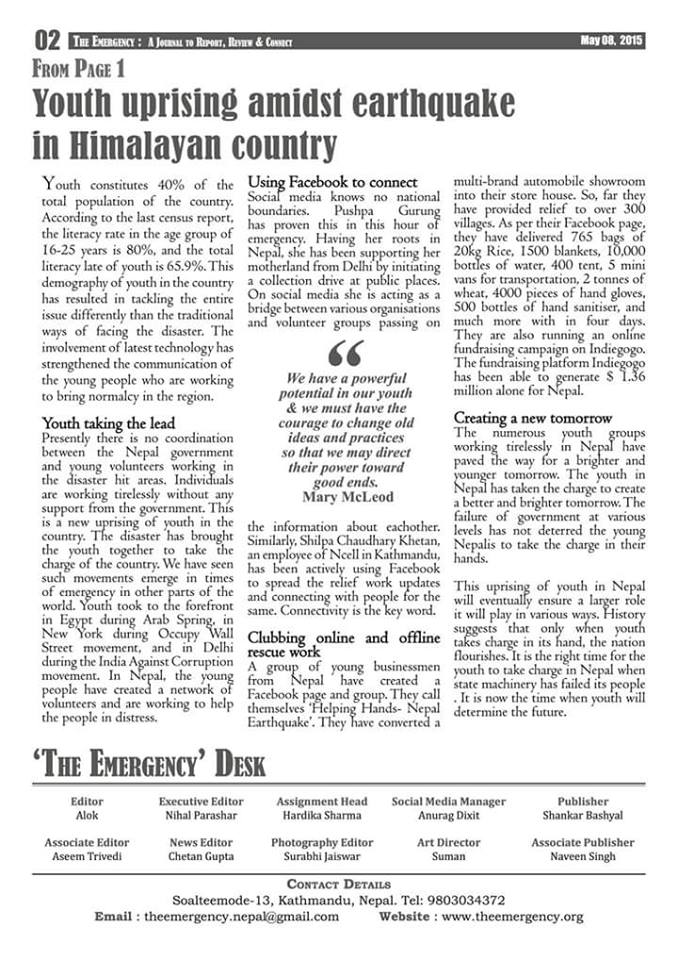 02 The Emergency : A Journal to Report, Review & Connect May 08, 2015
From Page 1
Youth uprising amidst earthquake
in Himalayan country
Youth constitutes 40% of the
total population of the country.
According to the last census report,
the literacy rate in the age group of
16-25 years is 80%, and the total
literacy late of youth is 65.9%. This
demography of youth in the country
has resulted in tackling the entire
issue differently than the traditional
ways of facing the disaster. The
involvement of latest technology has
strengthened the communication of
the young people who are working
to bring normalcy in the region.
Youth taking the lead
Presently there is no coordination
between the Nepal government
and young volunteers working in
the disaster hit areas. Individuals
are working tirelessly without any
support from the government. This
is a new uprising of youth in the
country. The disaster has brought
the youth together to take the
charge of the country. We have seen
such movements emerge in times
of emergency in other parts of the
world. Youth took to the forefront
in Egypt during Arab Spring, in
New York during Occupy Wall
Street movement, and in Delhi
during the India Against Corruption
movement. In Nepal, the young
people have created a network of
volunteers and are working to help
the people in distress.
Using Facebook to connect
Social media knows no national
boundaries. Pushpa Gurung
has proven this in this hour of
emergency. Having her roots in
Nepal, she has been supporting her
motherland from Delhi by initiating
a collection drive at public places.
On social media she is acting as a
bridge between various organisations
and volunteer groups passing on
“
We have a powerful
potential in our youth
& we must have the
courage to change old
ideas and practices
so that we may direct
their power toward
good ends.
Mary McLeod
the information about eachother.
Similarly, Shilpa Chaudhary Khetan,
an employee of Ncell in Kathmandu,
has been actively using Facebook
to spread the relief work updates
and connecting with people for the
same. Connectivity is the key word.
Clubbing online and offline
rescue work
A group of young businessmen
from Nepal have created a
Facebook page and group. They call
themselves 'Helping Hands- Nepal
Earthquake'. They have converted a
multi-brand automobile showroom
into their store house. So, far they
have provided relief to over 300
villages. As per their Facebook page,
they have delivered 765 bags of
20kg Rice, 1500 blankets, 10,000
bottles of water, 400 tent, 5 mini
vans for transportation, 2 tonnes of
wheat, 4000 pieces of hand gloves,
500 bottles of hand sanitiser, and
much more with in four days.
They are also running an online
fundraising campaign on Indiegogo.
The fundraising platform Indiegogo
has been able to generate $ 1.36
million alone for Nepal.
Creating a new tomorrow
The numerous youth groups
working tirelessly in Nepal have
paved the way for a brighter and
younger tomorrow. The youth in
Nepal has taken the charge to create
a better and brighter tomorrow. The
failure of government at various
levels has not deterred the young
Nepalis to take the charge in their
hands.
This uprising of youth in Nepal
will eventually ensure a larger role
it will play in various ways. History
suggests that only when youth
takes charge in its hand, the nation
flourishes. It is the right time for the
youth to take charge in Nepal when
state machinery has failed its people
. It is now the time when youth will
determine the future.
'The Emergency' Desk
Editor Executive Editor Assignment Head Social Media Manager Publisher
Alok Nihal Parashar Hardika Sharma Anurag Dixit Shankar Bashyal
Associate Editor News Editor Photography Editor Art Director Associate Publisher
Aseem Trivedi Chetan Gupta Surabhi Jaiswar Suman Naveen Singh
Contact Details
Soalteemode-13, Kathmandu, Nepal. Tel: 9803034372
Email : theemergency.nepal@gmail.com Website : www.theemergency.org